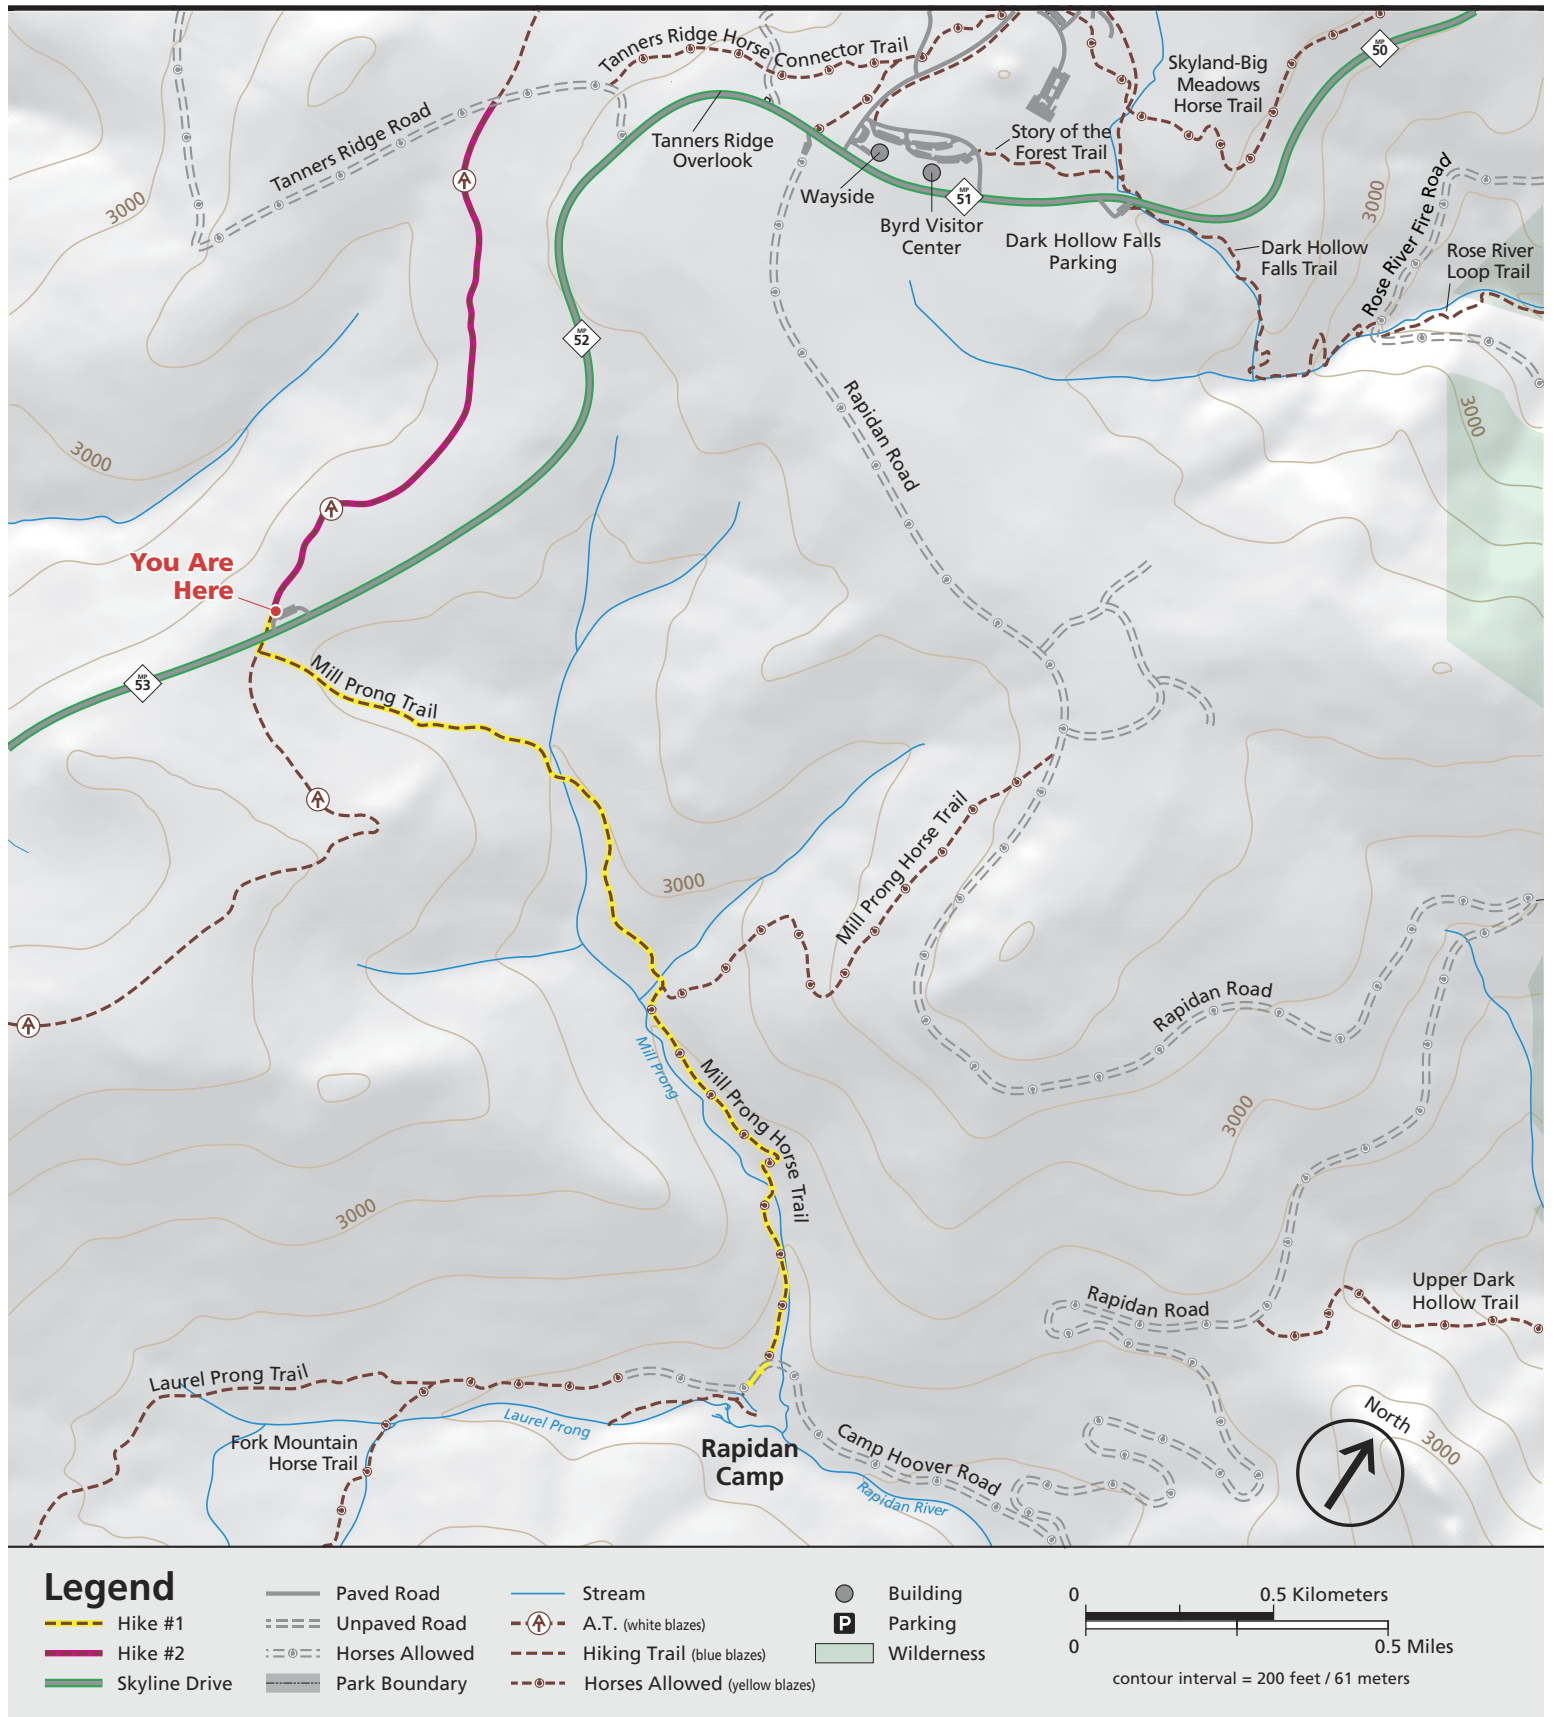 Tanners Ridge Horse Connector Trail
MP
50
Skyland-Big
Meadows
Horse Trail
Tanners Ridge Road
Tanners Ridge
Overlook
Story of the
Forest Trail
Wayside
MP
51
Byrd Visitor
Center
Dark Hollow Falls
Parking
3000
3000
Rose River Fire Road
Dark Hollow
Falls Trail
Rose River
Loop Trail
MP
52
3000
3000
Rapidan Road
You Are
Here
MP
53
Mill Prong Trail
3000
Mill Prong Horse Trail
Rapidan Road
Mill Prong
Mill Prong Horse Trail
3000
3000
Rapidan Road
Upper Dark
Hollow Trail
Laurel Prong Trail
Laurel Prong
Fork Mountain
Horse Trail
Rapidan
Camp
Camp Hoover Road
Rapidan River
North
3000
Legend
Hike #1
Hike #2
Skyline Drive
Paved Road
Unpaved Road
Horses Allowed
Park Boundary
Stream
A.T. (white blazes)
Hiking Trail (blue blazes)
Horses Allowed (yellow blazes)
Building
P Parking
Wilderness
0 0.5 Kilometers
0 0.5 Miles
contour interval = 200 feet / 61 meters